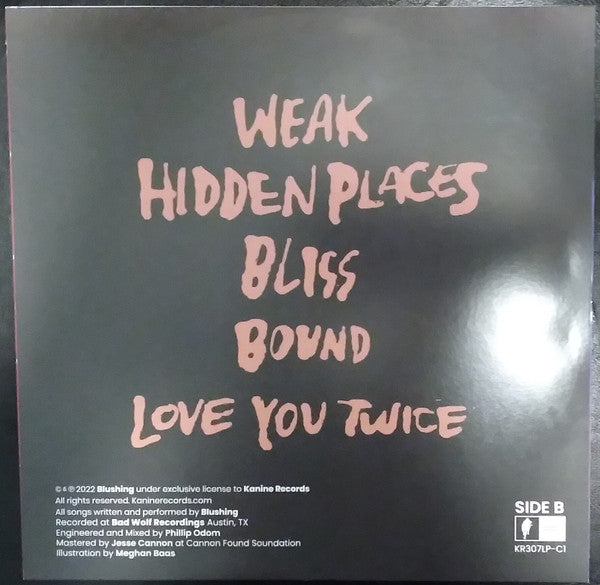 WEAK
HIDDEN PLACES
BLISS
BOUND
LOVE YOU TWICE
© & ℗ 2022 Blushing under exclusive license to Kanine Records
All rights reserved. Kaninerecords.com
All songs written and performed by Blushing
Recorded at Bad Wolf Recordings Austin, TX
Engineered and Mixed by Phillip Odom
Mastered by Jesse Cannon at Cannon Found Soundation
Illustration by Meghan Baas
SIDE B
KR307LP-C1